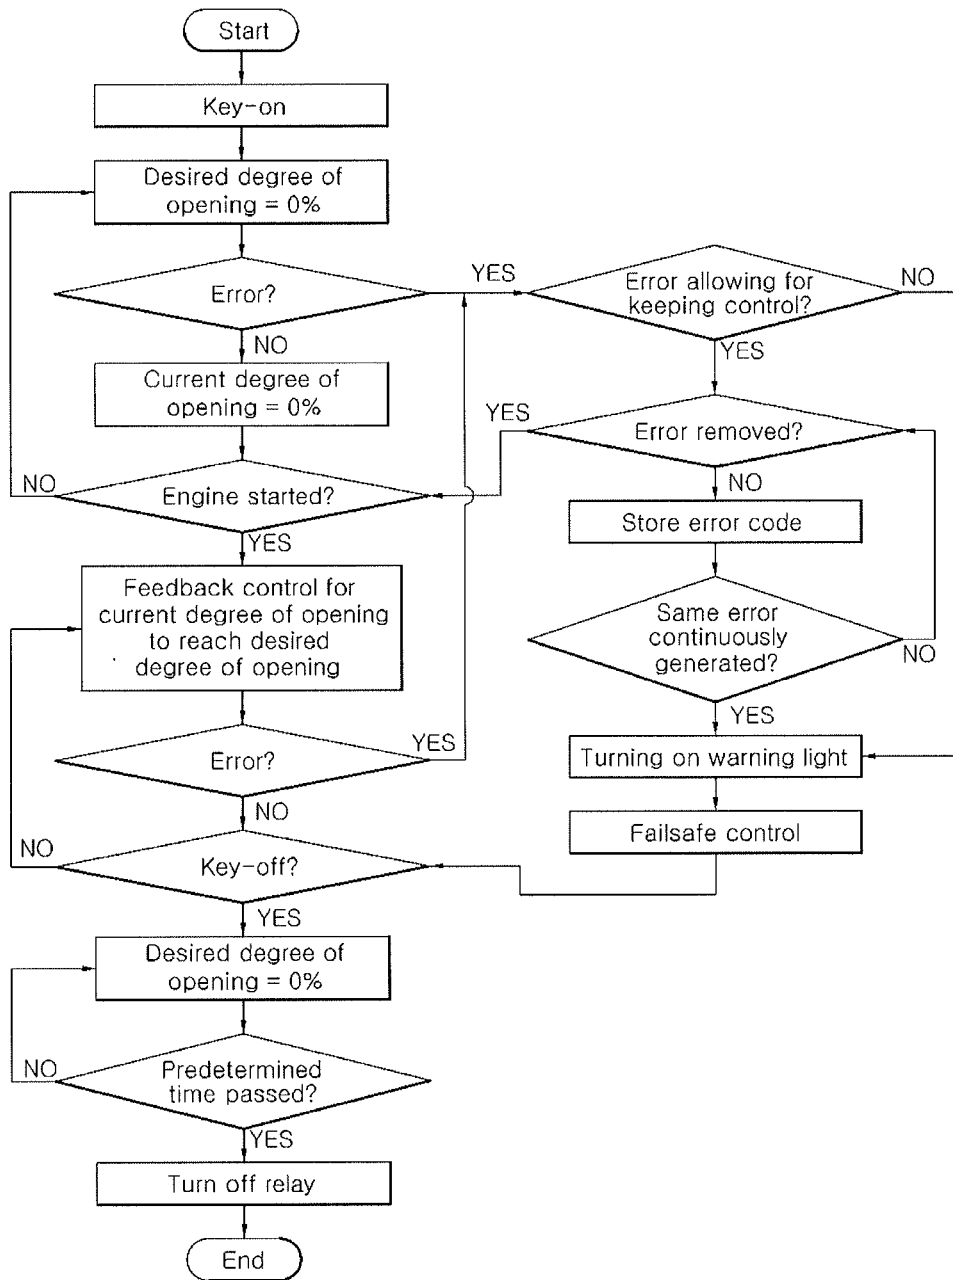 Start
Key-on
Desired degree of
opening = 0%
Error?
YES
NO
Current degree of
opening = 0%
Engine started?
NO
YES
Feedback control for
current degree of opening
to reach desired
degree of opening
Error?
YES
NO
Key-off?
NO
YES
Desired degree of
opening = 0%
Predetermined
time passed?
NO
YES
Turn off relay
End
Error allowing for
keeping control?
NO
YES
Error removed?
YES
NO
Store error code
Same error
continuously
generated?
NO
YES
Turning on warning light
Failsafe control